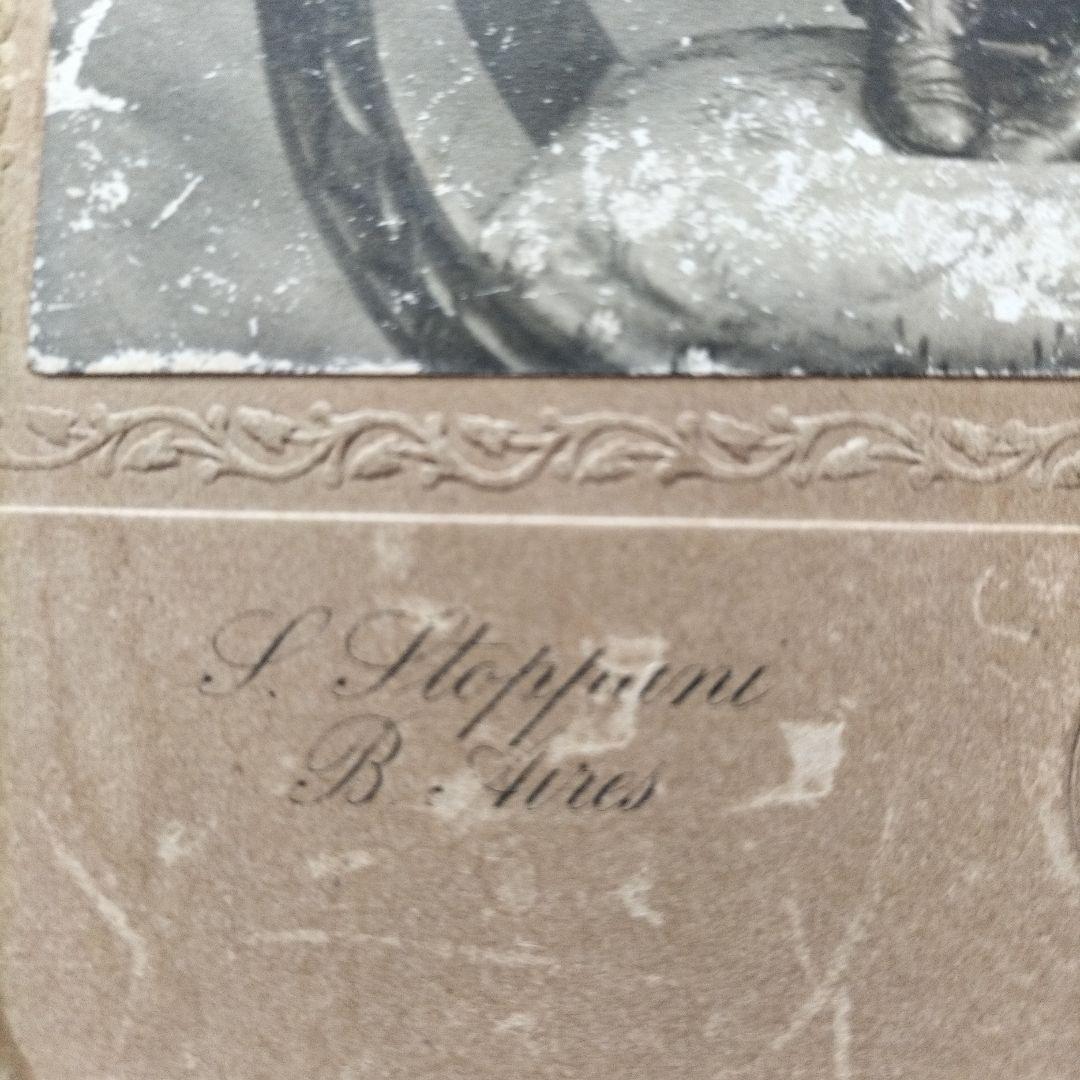 S. Stoppani
B. Aires